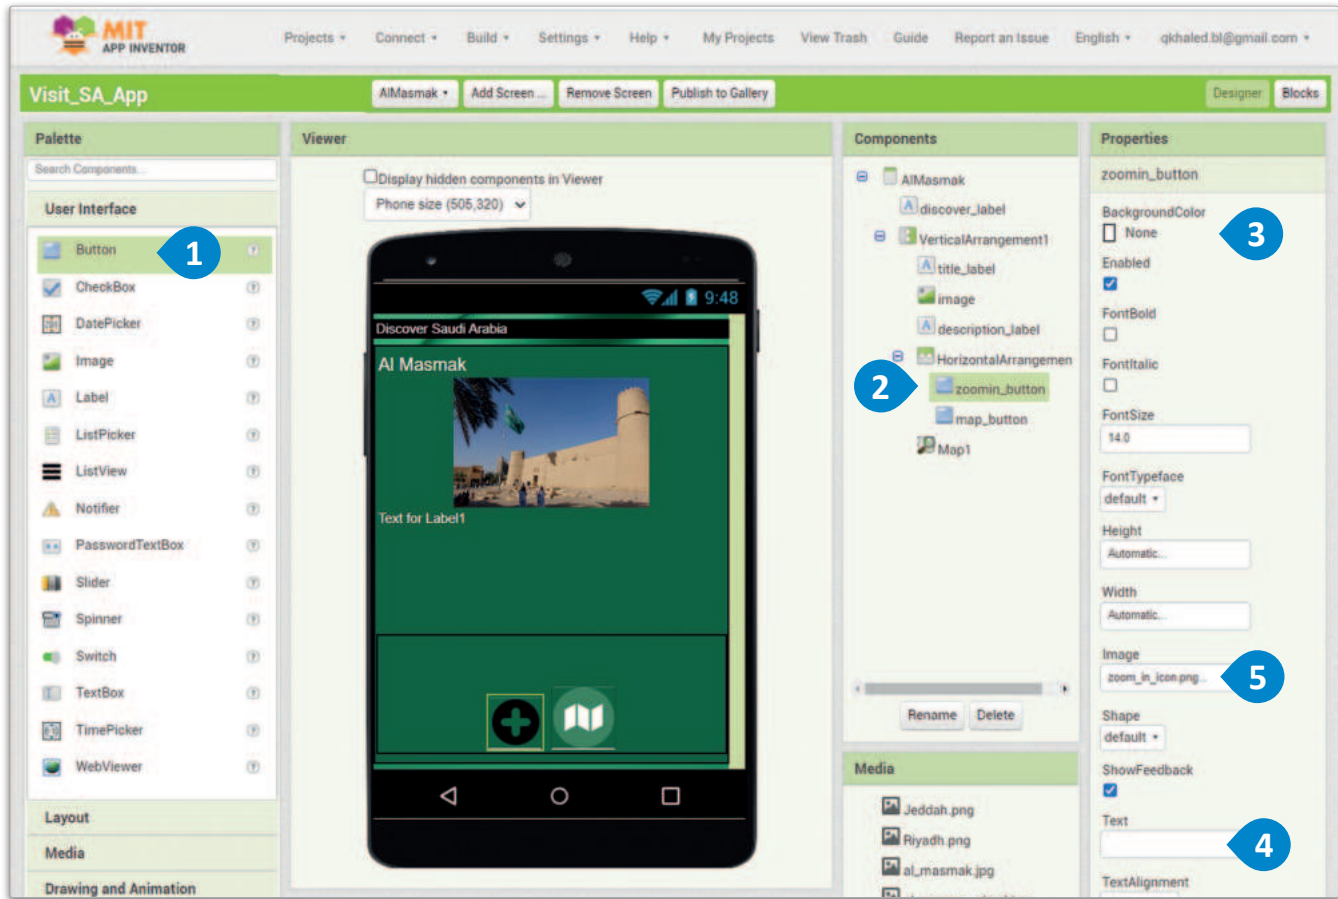 MIT
APP INVENTOR
Projects
Connect
Build
Settings
Help
My Projects
View Trash
Guide
Report an Issue
English
qkhaled.bl@gmail.com
Visit_SA_App
AlMasmak
Add Screen ...
Remove Screen
Publish to Gallery
Designer
Blocks
Palette
Search Components...
User Interface
Button
1
CheckBox
DatePicker
Image
Label
ListPicker
ListView
Notifier
PasswordTextBox
Slider
Spinner
Switch
TextBox
TimePicker
WebViewer
Layout
Media
Drawing and Animation
Viewer
Display hidden components in Viewer
Phone size (505,320)
9:48
Discover Saudi Arabia
Al Masmak
Text for Label1
Components
AlMasmak
discover_label
VerticalArrangement1
title_label
image
description_label
HorizontalArrangemen
2
zoomin_button
map_button
Map1
Rename
Delete
Media
Jeddah.png
Riyadh.png
al_masmak.jpg
Properties
zoomin_button
BackgroundColor
None
3
Enabled
FontBold
FontItalic
FontSize
14.0
FontTypeface
default
Height
Automatic...
Width
Automatic...
Image
zoom_in_icon.png...
5
Shape
default
ShowFeedback
Text
4
TextAlignment